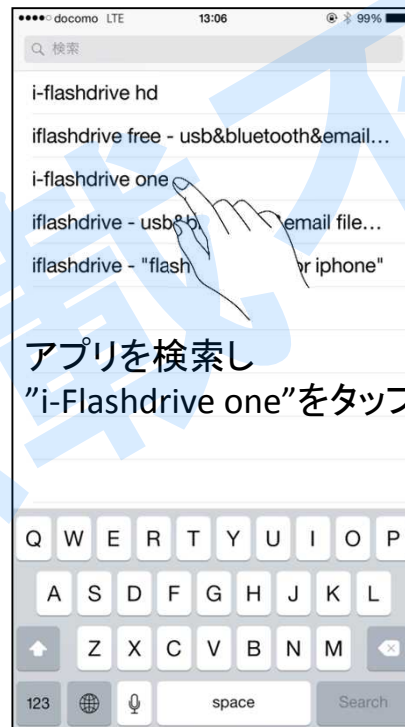 docomo LTE 13:06 99%
検索
i-flashdrive hd
iflashdrive free - usb&bluetooth&email…
i-flashdrive one
iflashdrive - usb&b email file…
iflashdrive - "flash or iphone"
アプリを検索し
”i-Flashdrive one”をタップ
Q W E R T Y U I O P
A S D F G H J K L
Z X C V B N M
123 space Search